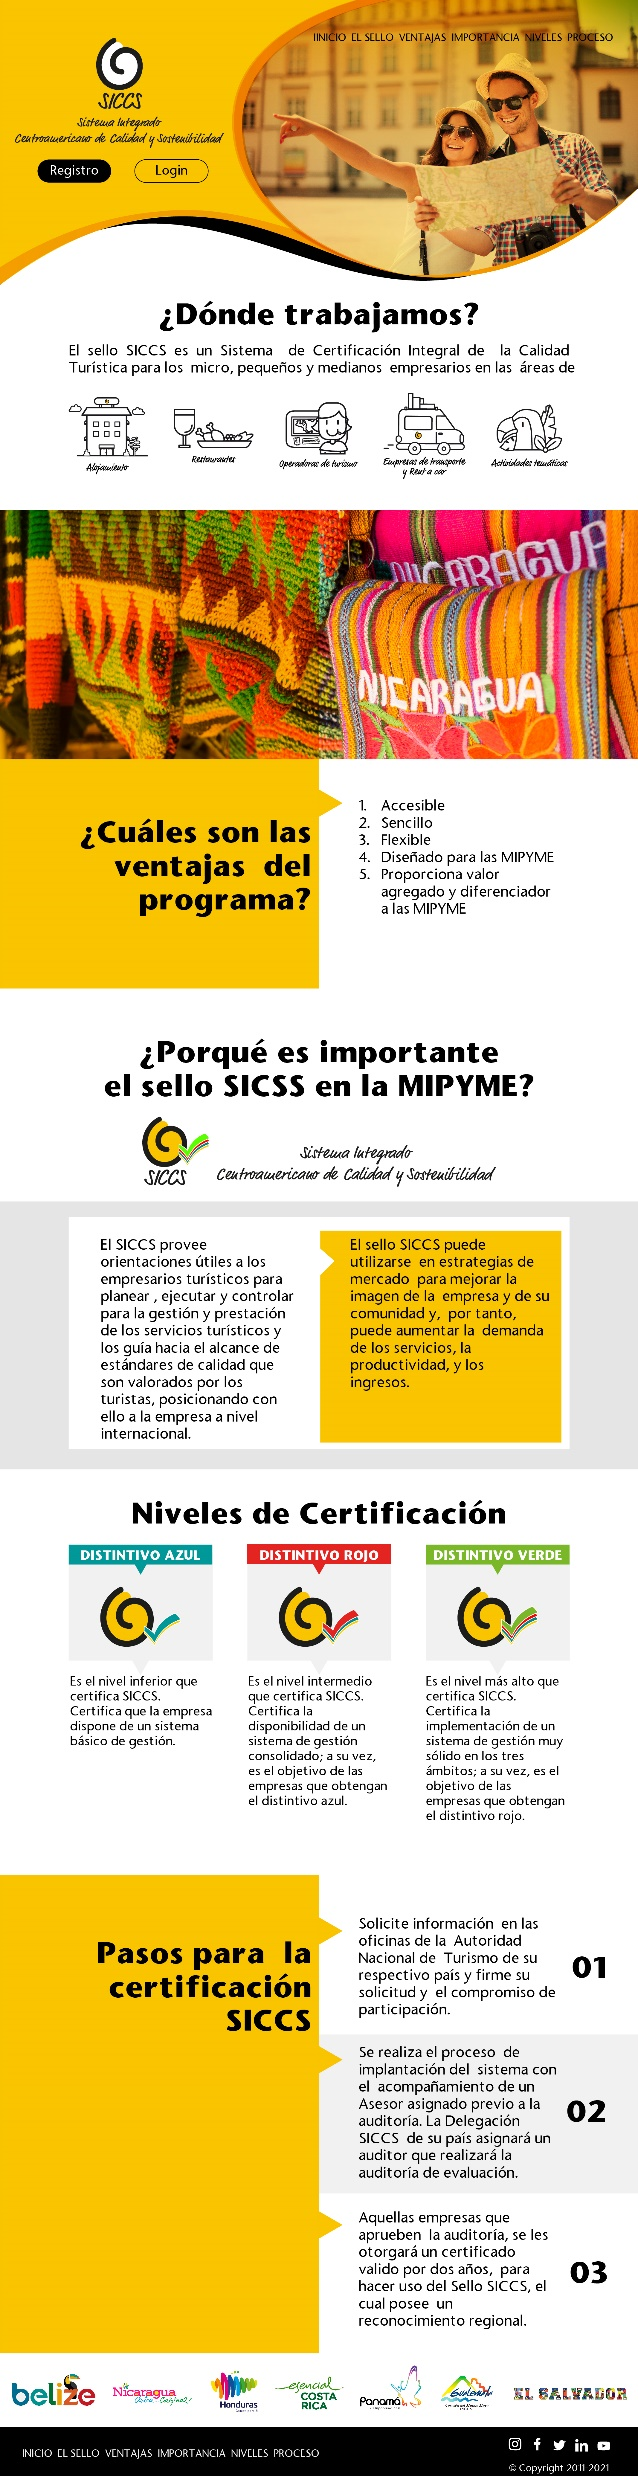 IINICIO EL SELLO VENTAJAS IMPORTANCIA NIVELES PROCESO
SICCS
Sistema Integrado
Centroamericano de Calidad y Sostenibilidad
Registro Login
¿Dónde trabajamos?
El sello SICCS es un Sistema de Certificación Integral de la Calidad
Turística para los micro, pequeños y medianos empresarios en las áreas de
Alojamiento
Restaurantes
Operadoras de turismo
Empresas de transporte
y Rent a car
Actividades temáticas
NICARAGUA
NICARAGUA
¿Cuáles son las
ventajas del
programa?
1. Accesible
2. Sencillo
3. Flexible
4. Diseñado para las MIPYME
5. Proporciona valor
agregado y diferenciador
a las MIPYME
¿Porqué es importante
el sello SICSS en la MIPYME?
SICCS
Sistema Integrado
Centroamericano de Calidad y Sostenibilidad
El SICCS provee
orientaciones útiles a los
empresarios turísticos para
planear , ejecutar y controlar
para la gestión y prestación
de los servicios turísticos y
los guía hacia el alcance de
estándares de calidad que
son valorados por los
turistas, posicionando con
ello a la empresa a nivel
internacional.
El sello SICCS puede
utilizarse en estrategias de
mercado para mejorar la
imagen de la empresa y de su
comunidad y, por tanto,
puede aumentar la demanda
de los servicios, la
productividad, y los
ingresos.
Niveles de Certificación
DISTINTIVO AZUL
Es el nivel inferior que
certifica SICCS.
Certifica que la empresa
dispone de un sistema
básico de gestión.
DISTINTIVO ROJO
Es el nivel intermedio
que certifica SICCS.
Certifica la
disponibilidad de un
sistema de gestión
consolidado; a su vez,
es el objetivo de las
empresas que obtengan
el distintivo azul.
DISTINTIVO VERDE
Es el nivel más alto que
certifica SICCS.
Certifica la
implementación de un
sistema de gestión muy
sólido en los tres
ámbitos; a su vez, es el
objetivo de las
empresas que obtengan
el distintivo rojo.
Pasos para la
certificación
SICCS
Solicite información en las
oficinas de la Autoridad
Nacional de Turismo de su
respectivo país y firme su
solicitud y el compromiso de
participación.
01
Se realiza el proceso de
implantación del sistema con
el acompañamiento de un
Asesor asignado previo a la
auditoría. La Delegación
SICCS de su país asignará un
auditor que realizará la
auditoría de evaluación.
02
Aquellas empresas que
aprueben la auditoría, se les
otorgará un certificado
valido por dos años, para
hacer uso del Sello SICCS, el
cual posee un
reconocimiento regional.
03
belize
Nicaragua
Honduras
esencial
COSTA
RICA
Panamá
Guatemala
EL SALVADOR
INICIO EL SELLO VENTAJAS IMPORTANCIA NIVELES PROCESO
© Copyright 2011 2021